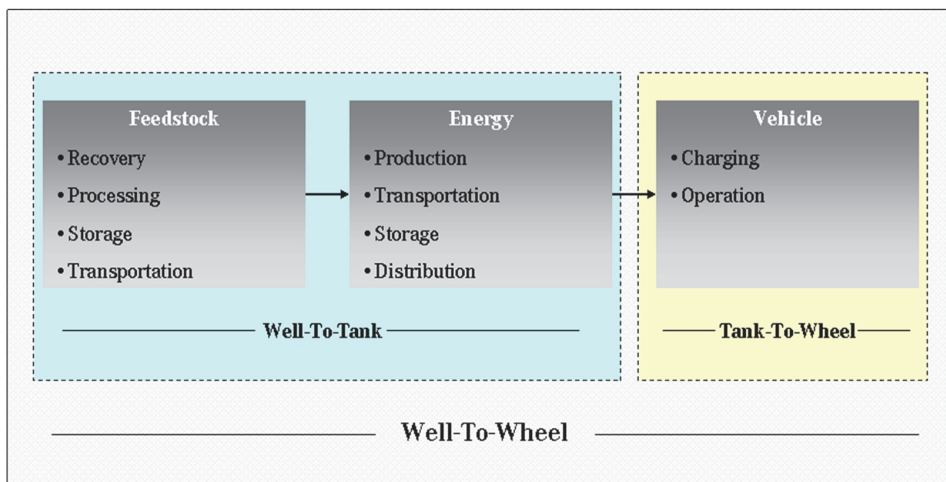 Feedstock
• Recovery
• Processing
• Storage
• Transportation
Energy
• Production
• Transportation
• Storage
• Distribution
Vehicle
• Charging
• Operation
Well-To-Tank
Tank-To-Wheel
Well-To-Wheel